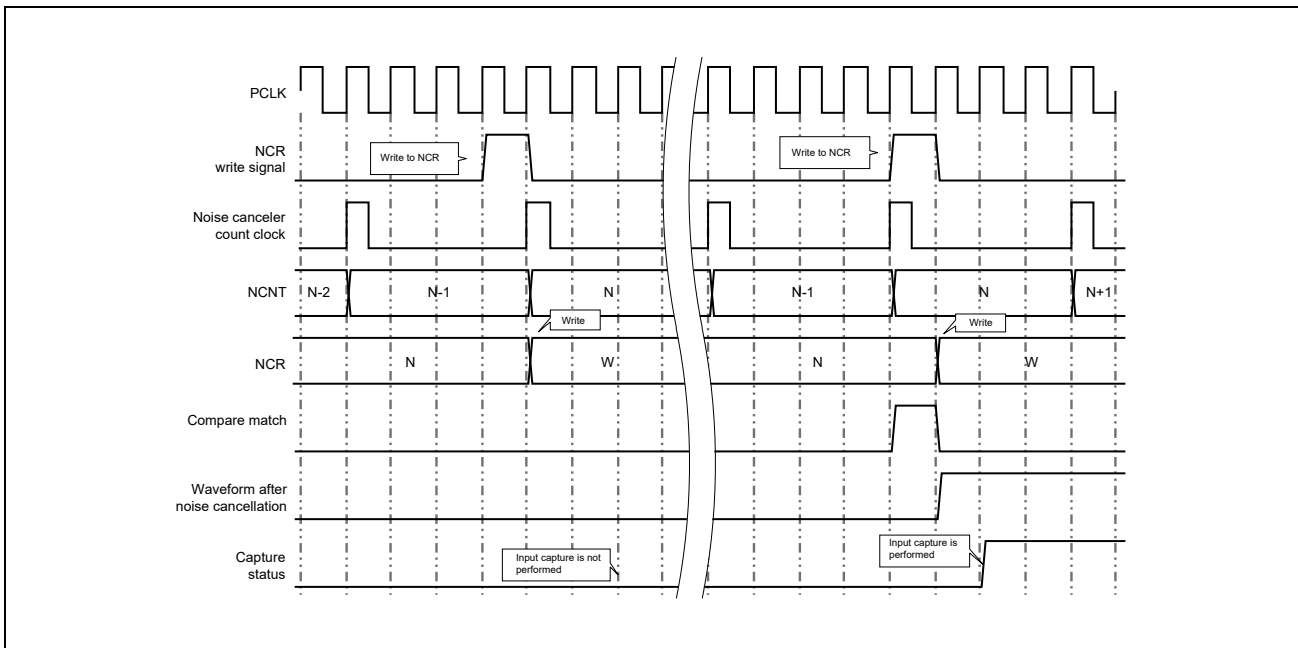 PCLK
NCR
write signal
Write to NCR
Write to NCR
Noise canceler
count clock
NCNT
N-2
N-1
N
N-1
N
N+1
Write
Write
NCR
N
W
N
W
Compare match
Waveform after
noise cancellation
Capture
status
Input capture is not
performed
Input capture is
performed